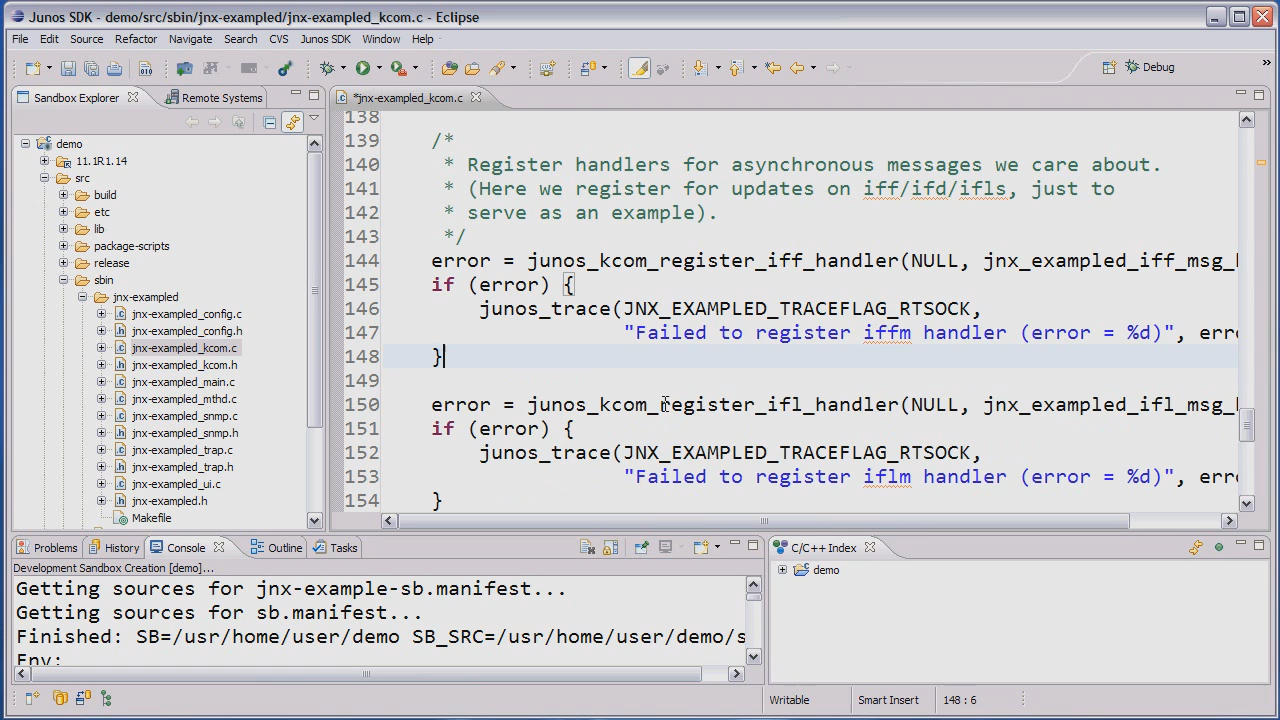 Junos SDK - demo/src/sbin/jnx-exampled/jnx-exampled_kcom.c - Eclipse
File Edit Source Refactor Navigate Search CVS Junos SDK Window Help
Debug
Sandbox Explorer
Remote Systems
demo
11.1R1.14
src
build
etc
lib
package-scripts
release
sbin
jnx-exampled
jnx-exampled_config.c
jnx-exampled_config.h
jnx-exampled_kcom.c
jnx-exampled_kcom.h
jnx-exampled_main.c
jnx-exampled_mthd.c
jnx-exampled_snmp.c
jnx-exampled_snmp.h
jnx-exampled_trap.c
jnx-exampled_trap.h
jnx-exampled_ui.c
jnx-exampled.h
Makefile
*jnx-exampled_kcom.c
138
139 /*
140 * Register handlers for asynchronous messages we care about.
141 * (Here we register for updates on iff/ifd/ifls, just to
142 * serve as an example).
143 */
144 error = junos_kcom_register_iff_handler(NULL, jnx_exampled_iff_msg_
145 if (error) {
146 junos_trace(JNX_EXAMPLED_TRACEFLAG_RTSOCK,
147 "Failed to register iffm handler (error = %d)", erro
148 }
149
150 error = junos_kcom_register_ifl_handler(NULL, jnx_exampled_ifl_msg_
151 if (error) {
152 junos_trace(JNX_EXAMPLED_TRACEFLAG_RTSOCK,
153 "Failed to register iflm handler (error = %d)", erro
154 }
Problems History Console Outline Tasks
Development Sandbox Creation [demo]...
Getting sources for jnx-example-sb.manifest...
Getting sources for sb.manifest...
Finished: SB=/usr/home/user/demo SB_SRC=/usr/home/user/demo/s
Env:
C/C++ Index
demo
Writable Smart Insert 148 : 6